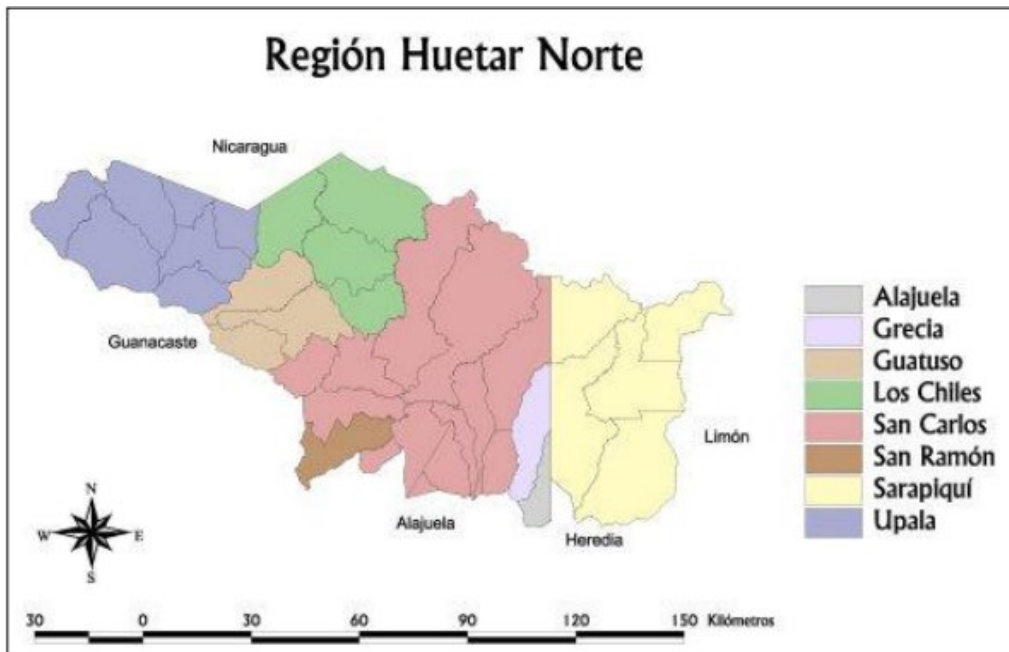 Región Huetar Norte
Nicaragua
Guanacaste
Limón
Alajuela
Heredia
Alajuela
Grecia
Guatuso
Los Chiles
San Carlos
San Ramón
Sarapiquí
Upala
N
W E
S
30 0 30 60 90 120 150 Kilómetros